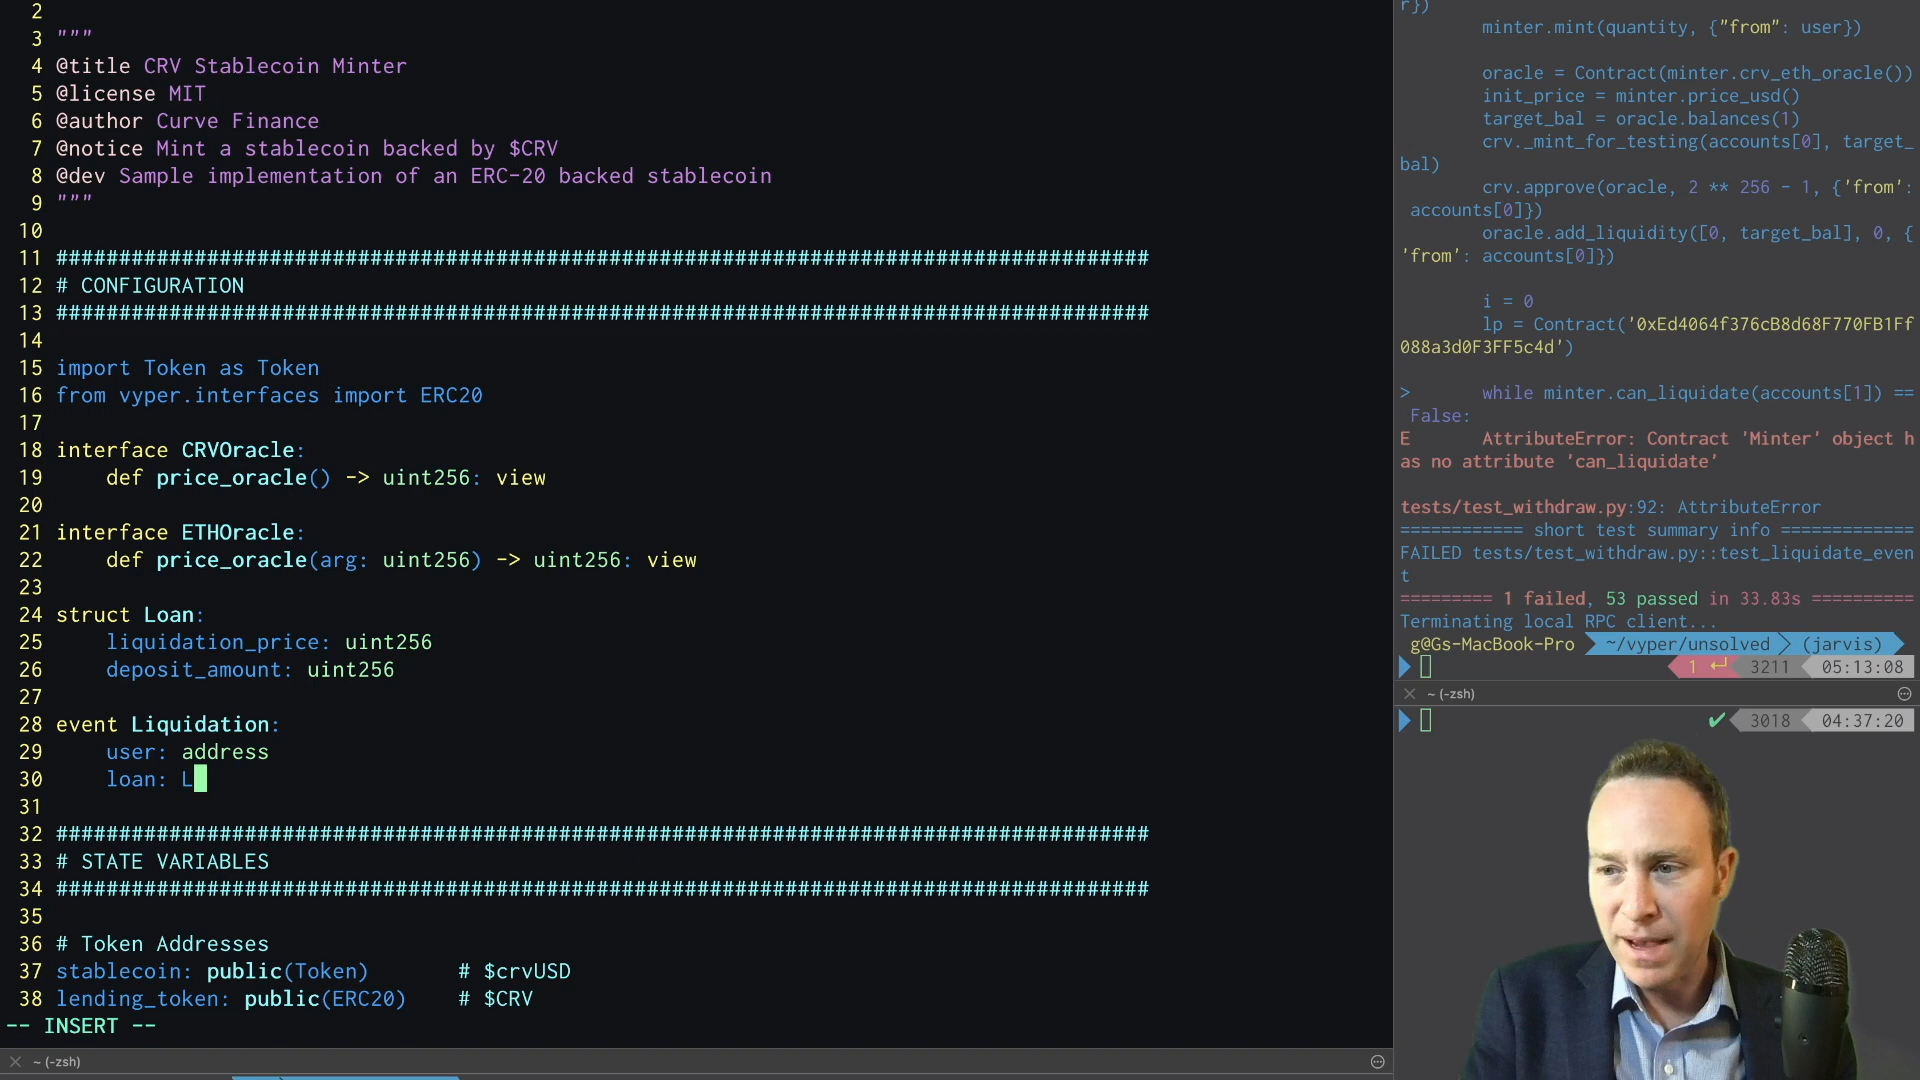 2
3 """
4 @title CRV Stablecoin Minter
5 @license MIT
6 @author Curve Finance
7 @notice Mint a stablecoin backed by $CRV
8 @dev Sample implementation of an ERC-20 backed stablecoin
9 """
10
11 #######################################################################################
12 # CONFIGURATION
13 #######################################################################################
14
15 import Token as Token
16 from vyper.interfaces import ERC20
17
18 interface CRVOracle:
19     def price_oracle() -> uint256: view
20
21 interface ETHOracle:
22     def price_oracle(arg: uint256) -> uint256: view
23
24 struct Loan:
25     liquidation_price: uint256
26     deposit_amount: uint256
27
28 event Liquidation:
29     user: address
30     loan: L
31
32 #######################################################################################
33 # STATE VARIABLES
34 #######################################################################################
35
36 # Token Addresses
37 stablecoin: public(Token)       # $crvUSD
38 lending_token: public(ERC20)    # $CRV
-- INSERT --
~ (-zsh)
r})
minter.mint(quantity, {"from": user})
oracle = Contract(minter.crv_eth_oracle())
init_price = minter.price_usd()
target_bal = oracle.balances(1)
crv._mint_for_testing(accounts[0], target_
bal)
crv.approve(oracle, 2 ** 256 - 1, {'from':
accounts[0]})
oracle.add_liquidity([0, target_bal], 0, {
'from': accounts[0]})
i = 0
lp = Contract('0xEd4064f376cB8d68F770FB1Ff
088a3d0F3FF5c4d')
>       while minter.can_liquidate(accounts[1]) ==
False:
E       AttributeError: Contract 'Minter' object h
as no attribute 'can_liquidate'
tests/test_withdraw.py:92: AttributeError
============ short test summary info =============
FAILED tests/test_withdraw.py::test_liquidate_even
t
========= 1 failed, 53 passed in 33.83s ==========
Terminating local RPC client...
g@Gs-MacBook-Pro ~/vyper/unsolved (jarvis)
1 ↵ 3211 05:13:08
~ (-zsh)
✔ 3018 04:37:20